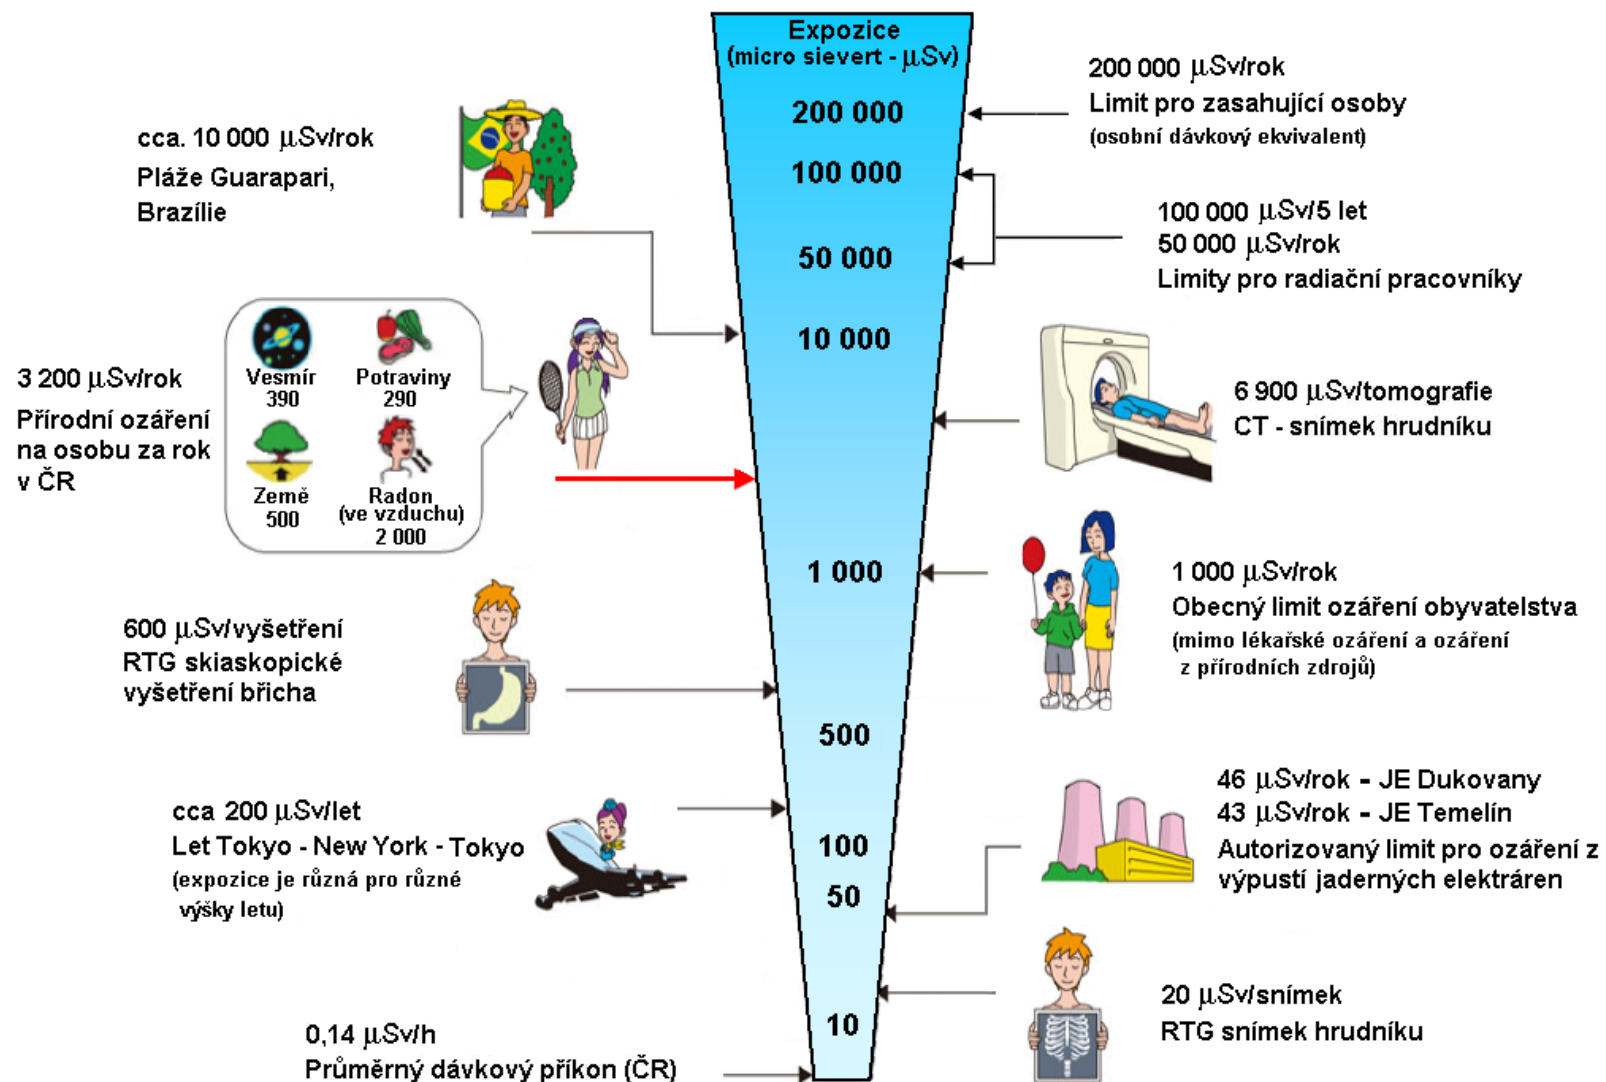 Expozice
(micro sievert - μSv)
200 000
100 000
50 000
10 000
1 000
500
100
50
10
cca. 10 000 μSv/rok
Pláže Guarapari,
Brazílie
3 200 μSv/rok
Přírodní ozáření
na osobu za rok
v ČR
Vesmír
390
Potraviny
290
Země
500
Radon
(ve vzduchu)
2 000
600 μSv/vyšetření
RTG skiaskopické
vyšetření břicha
cca 200 μSv/let
Let Tokyo - New York - Tokyo
(expozice je různá pro různé
výšky letu)
0,14 μSv/h
Průměrný dávkový příkon (ČR)
200 000 μSv/rok
Limit pro zasahující osoby
(osobní dávkový ekvivalent)
100 000 μSv/5 let
50 000 μSv/rok
Limity pro radiační pracovníky
6 900 μSv/tomografie
CT - snímek hrudníku
1 000 μSv/rok
Obecný limit ozáření obyvatelstva
(mimo lékařské ozáření a ozáření
z přírodních zdrojů)
46 μSv/rok - JE Dukovany
43 μSv/rok - JE Temelín
Autorizovaný limit pro ozáření z
výpustí jaderných elektráren
20 μSv/snímek
RTG snímek hrudníku